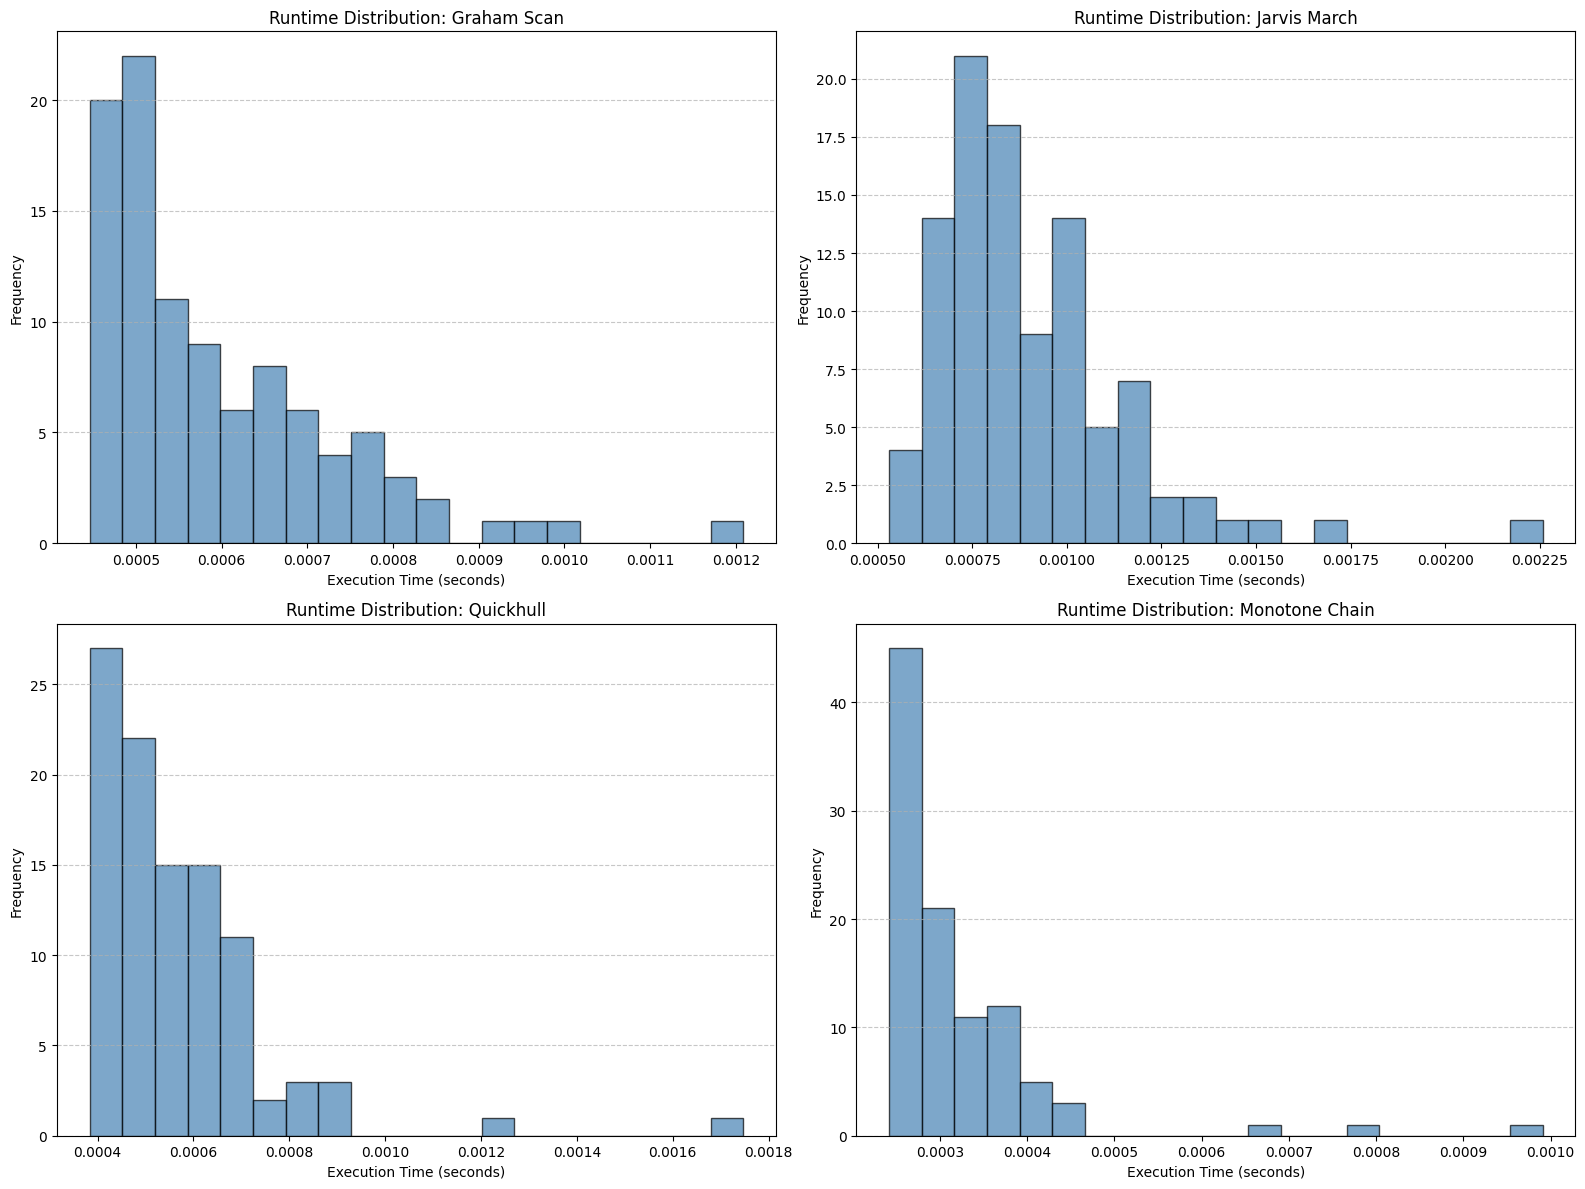 Runtime Distribution: Graham Scan
20
15
10
5
0
Frequency
0.0005 0.0006 0.0007 0.0008 0.0009 0.0010 0.0011 0.0012
Execution Time (seconds)
Runtime Distribution: Jarvis March
20.0
17.5
15.0
12.5
10.0
7.5
5.0
2.5
0.0
Frequency
0.00050 0.00075 0.00100 0.00125 0.00150 0.00175 0.00200 0.00225
Execution Time (seconds)
Runtime Distribution: Quickhull
25
20
15
10
5
0
Frequency
0.0004 0.0006 0.0008 0.0010 0.0012 0.0014 0.0016 0.0018
Execution Time (seconds)
Runtime Distribution: Monotone Chain
40
30
20
10
0
Frequency
0.0003 0.0004 0.0005 0.0006 0.0007 0.0008 0.0009 0.0010
Execution Time (seconds)